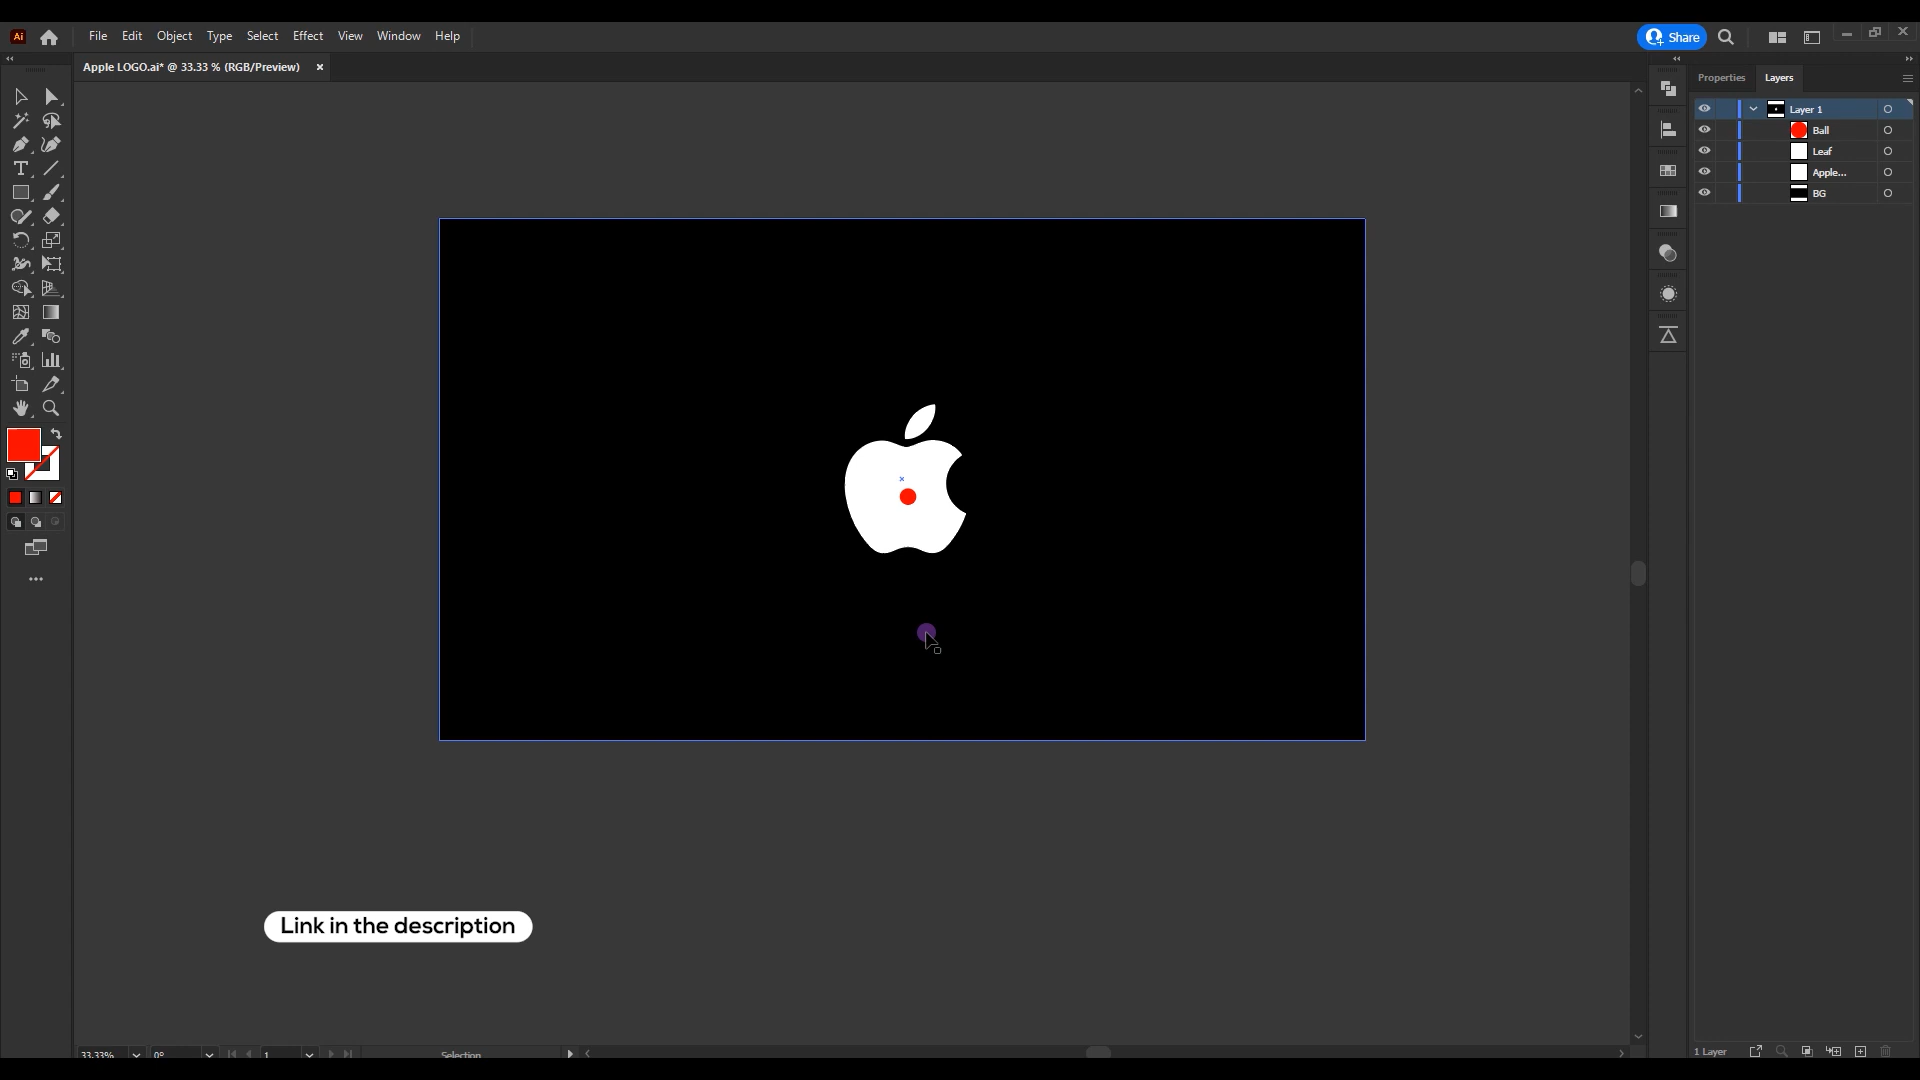 Ai
File Edit Object Type Select Effect View Window Help
Share
Apple LOGO.ai* @ 33.33 % (RGB/Preview) ×
Properties Layers
Layer 1
Ball
Leaf
Apple...
BG
Link in the description
33.33% 0° 1 Selection
1 Layer